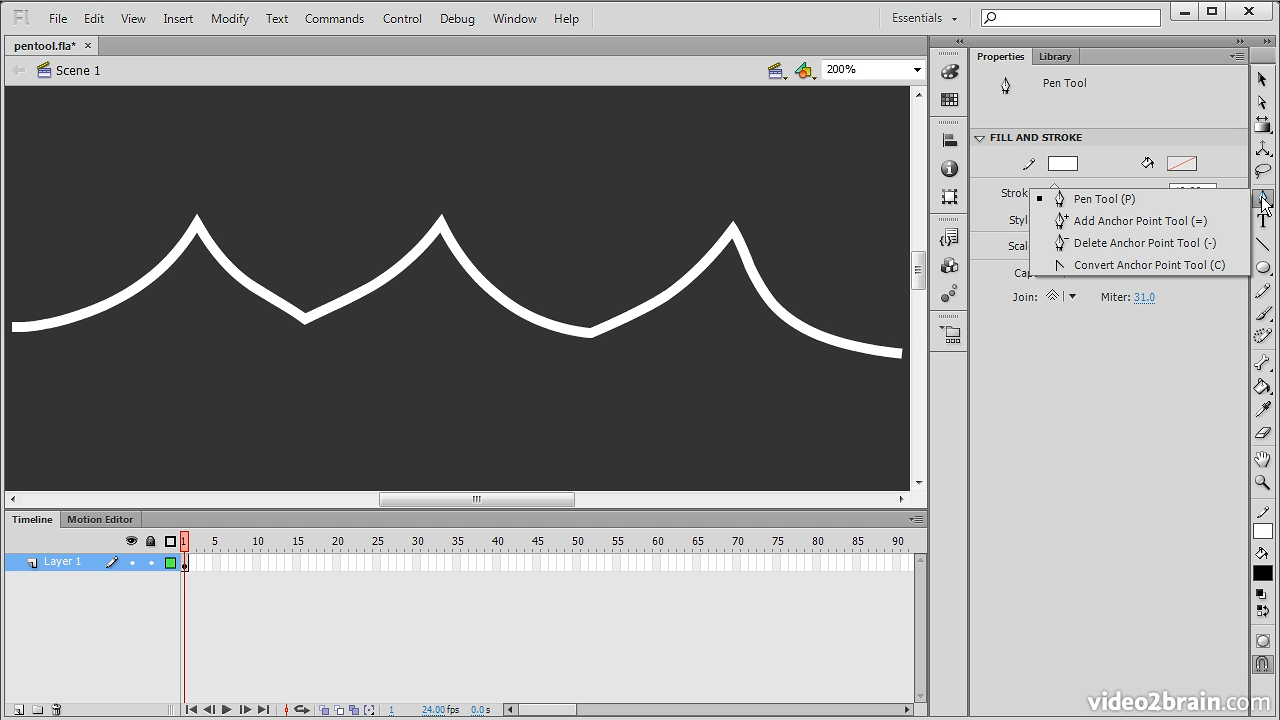 Fl File Edit View Insert Modify Text Commands Control Debug Window Help Essentials
pentool.fla* ×
Scene 1 200%
Properties Library
Pen Tool
FILL AND STROKE
Strok
Pen Tool (P)
Styl
Add Anchor Point Tool (=)
Scal
Delete Anchor Point Tool (-)
Cap
Convert Anchor Point Tool (C)
Join: Miter: 31.0
T
Timeline Motion Editor
1 5 10 15 20 25 30 35 40 45 50 55 60 65 70 75 80 85 90
Layer 1
1 24.00 fps 0.0 s
video2brain.com